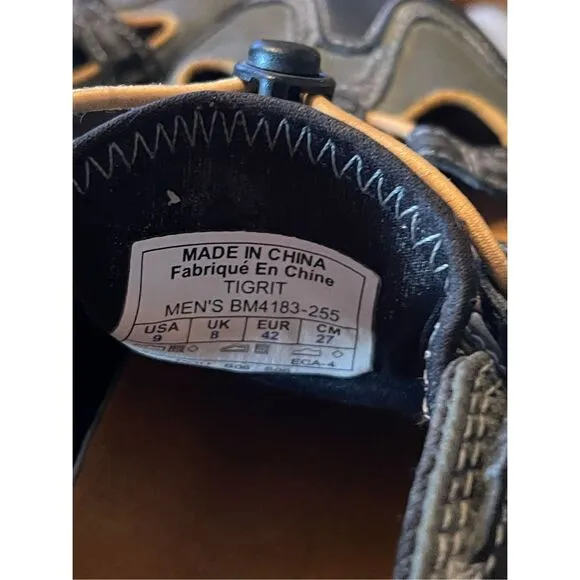 MADE IN CHINA
Fabriqué En Chine
TIGRIT
MEN'S BM4183-255
USA UK EUR CM
9 8 42 27
ECA-4